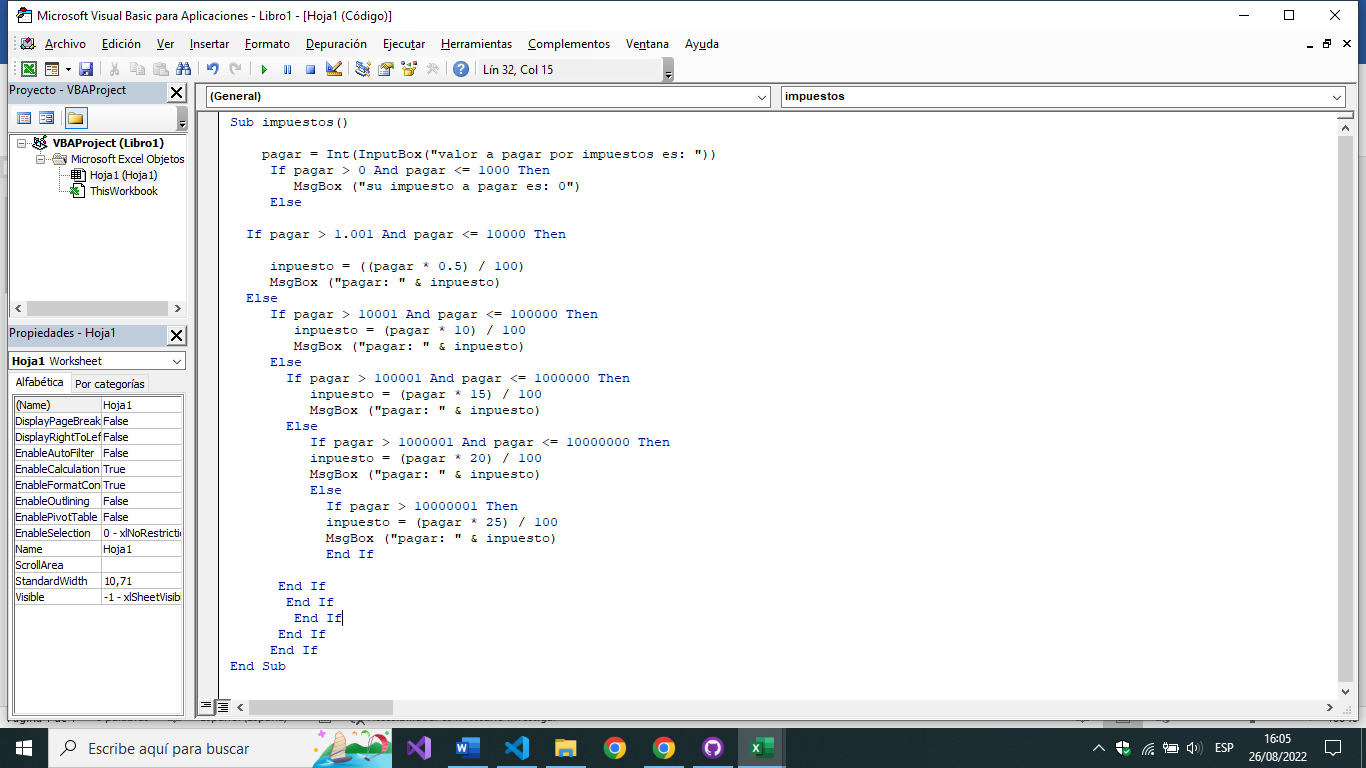 Microsoft Visual Basic para Aplicaciones - Libro1 - [Hoja1 (Código)]
Archivo Edición Ver Insertar Formato Depuración Ejecutar Herramientas Complementos Ventana Ayuda
Lín 32, Col 15
Proyecto - VBAProject
VBAProject (Libro1)
Microsoft Excel Objetos
Hoja1 (Hoja1)
ThisWorkbook
Propiedades - Hoja1
Hoja1 Worksheet
Alfabética Por categorías
(Name) Hoja1
DisplayPageBreak False
DisplayRightToLef False
EnableAutoFilter False
EnableCalculation True
EnableFormatCon True
EnableOutlining False
EnablePivotTable False
EnableSelection 0 - xlNoRestricti
Name Hoja1
ScrollArea
StandardWidth 10,71
Visible -1 - xlSheetVisibl
(General) impuestos
Sub impuestos()
pagar = Int(InputBox("valor a pagar por impuestos es: "))
If pagar > 0 And pagar <= 1000 Then
MsgBox ("su impuesto a pagar es: 0")
Else
If pagar > 1.001 And pagar <= 10000 Then
inpuesto = ((pagar * 0.5) / 100)
MsgBox ("pagar: " & inpuesto)
Else
If pagar > 10001 And pagar <= 100000 Then
inpuesto = (pagar * 10) / 100
MsgBox ("pagar: " & inpuesto)
Else
If pagar > 100001 And pagar <= 1000000 Then
inpuesto = (pagar * 15) / 100
MsgBox ("pagar: " & inpuesto)
Else
If pagar > 1000001 And pagar <= 10000000 Then
inpuesto = (pagar * 20) / 100
MsgBox ("pagar: " & inpuesto)
Else
If pagar > 10000001 Then
inpuesto = (pagar * 25) / 100
MsgBox ("pagar: " & inpuesto)
End If
End If
End If
End If
End If
End If
End Sub
Escribe aquí para buscar
ESP
16:05
26/08/2022